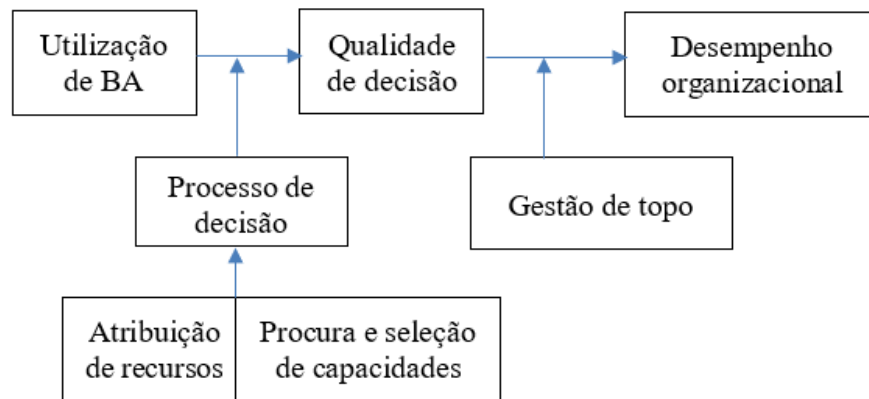 Utilização
de BA
Qualidade
de decisão
Desempenho
organizacional
Processo de
decisão
Gestão de topo
Atribuição
de recursos
Procura e seleção
de capacidades